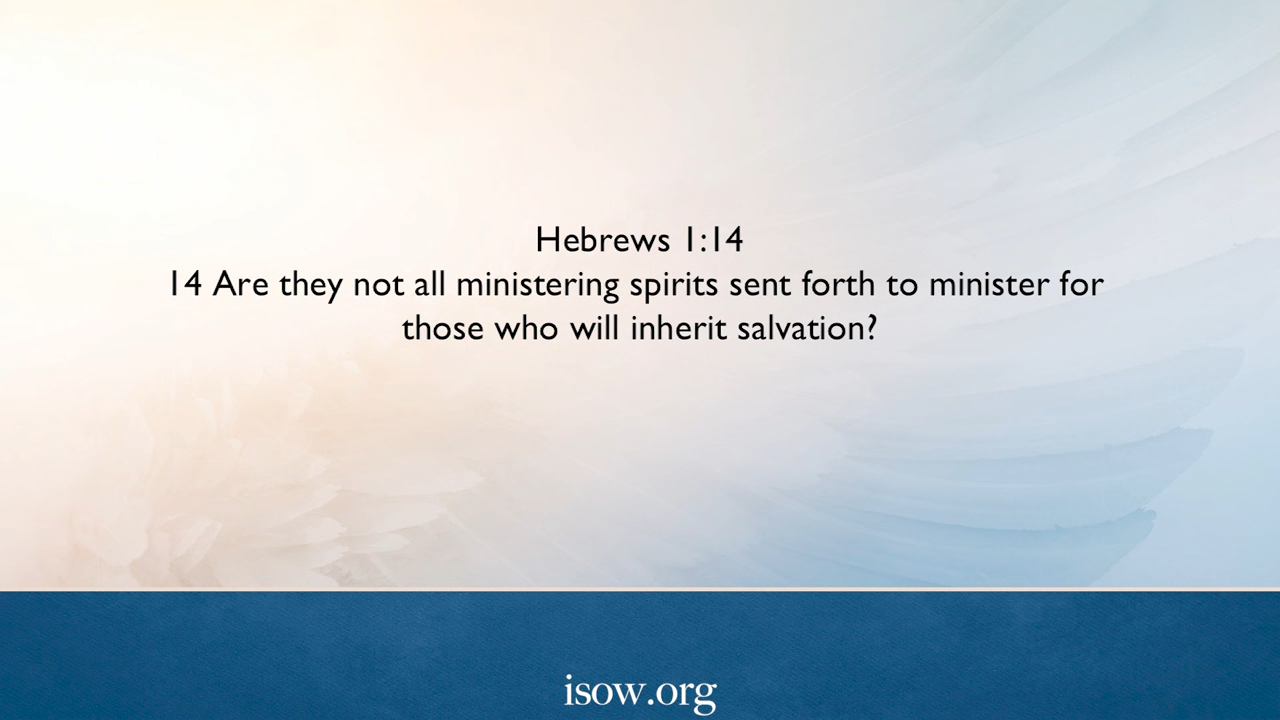 Hebrews 1:14
14 Are they not all ministering spirits sent forth to minister for
those who will inherit salvation?
isow.org